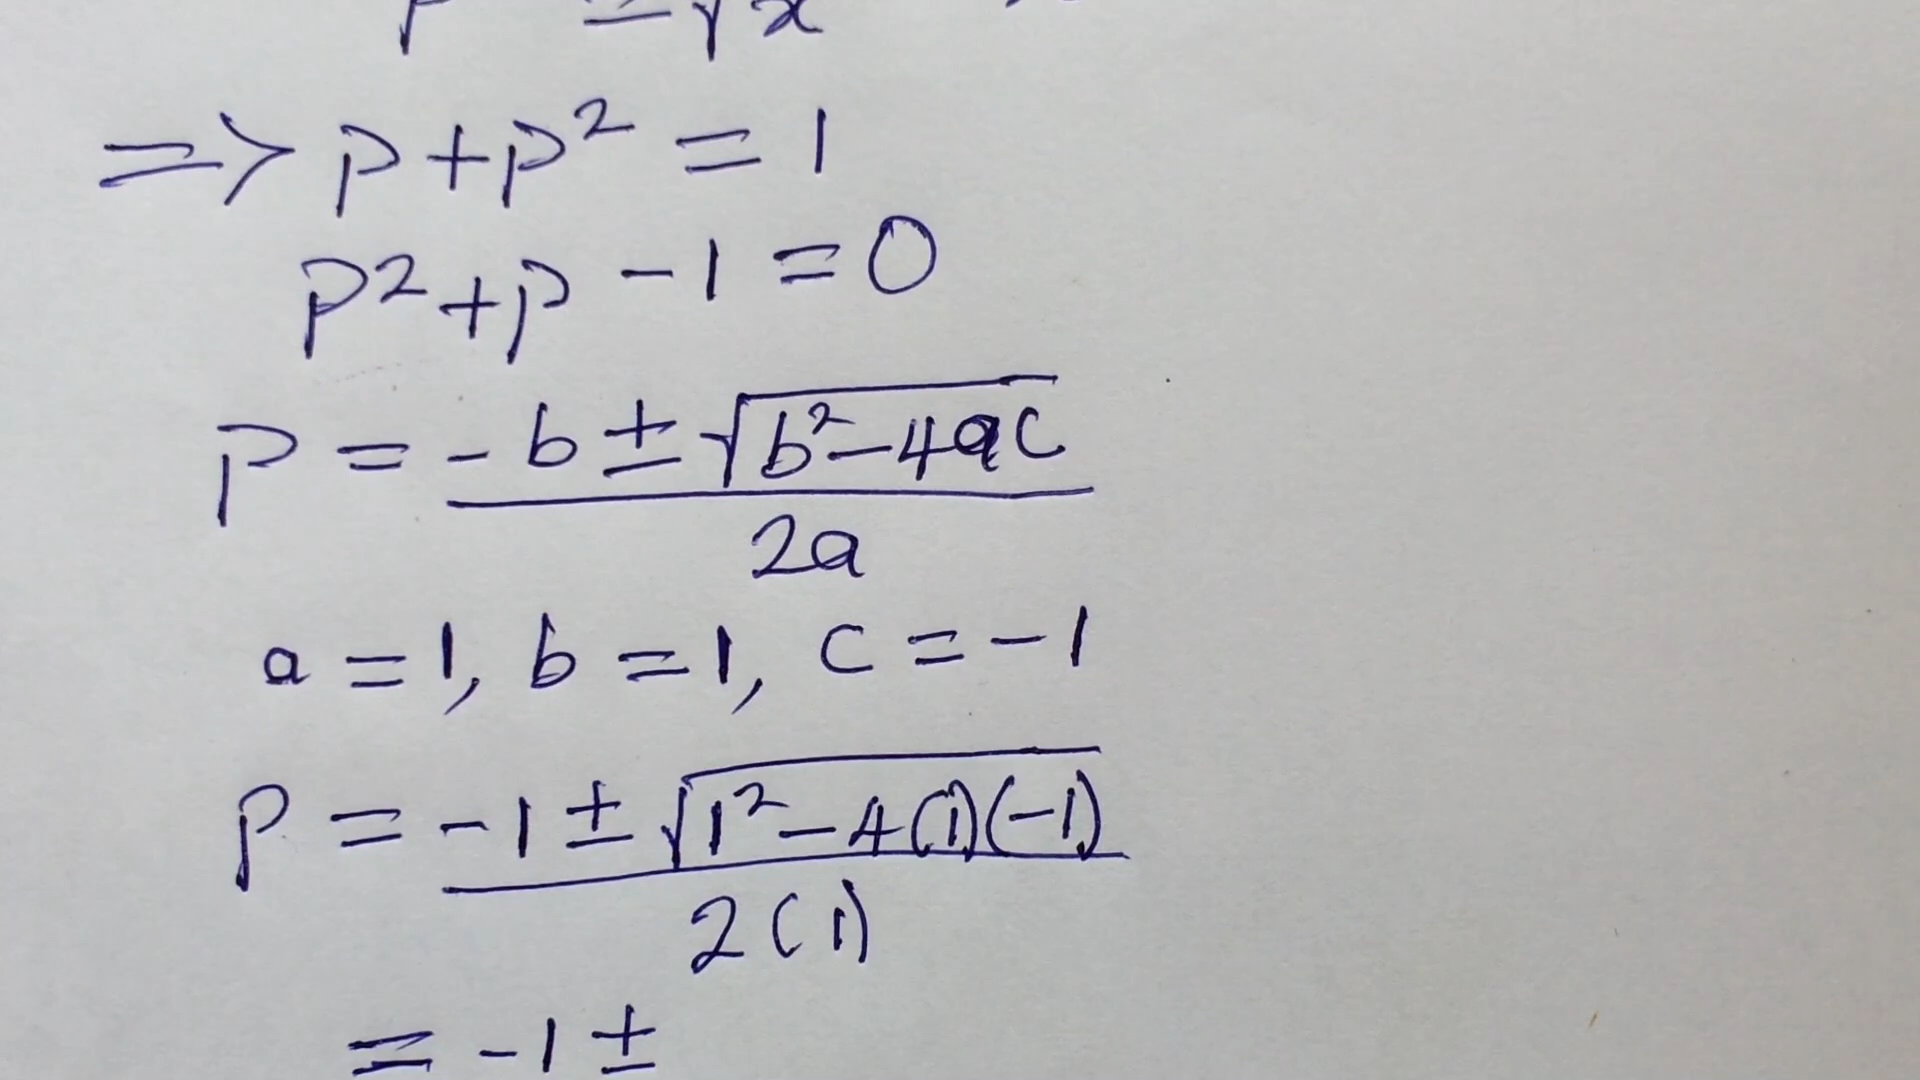 = ± √x
=> p + p² = 1
p² + p - 1 = 0
p = -b ± √(b² - 4ac) / 2a
a = 1, b = 1, c = -1
p = -1 ± √(1² - 4(1)(-1)) / 2(1)
= -1 ±